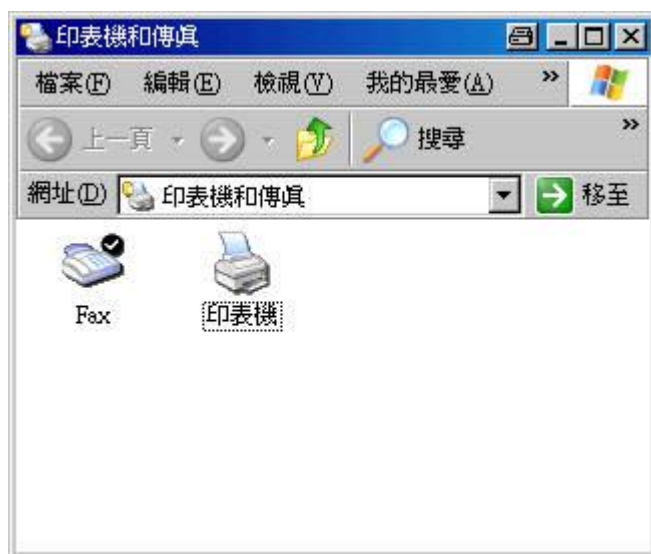 印表機和傳真
檔案(F) 編輯(E) 檢視(V) 我的最愛(A) »
上一頁 搜尋 »
網址(D) 印表機和傳真 移至
Fax 印表機